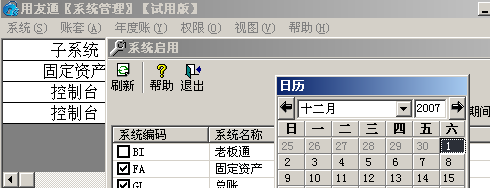 用友通〖系统管理〗〖试用版〗
系统(S) 账套(A) 年度账(Y) 权限(O) 视图(V) 帮助(H)
子系统
固定资产
控制台
控制台
系统启用
刷新 帮助 退出
期间
系统编码 系统名称
BI 老板通
FA 固定资产
GL 总账
日历
十二月 2007
日 一 二 三 四 五 六
25 26 27 28 29 30 1
2 3 4 5 6 7 8
9 10 11 12 13 14 15